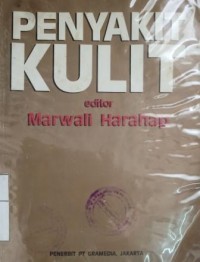 PENYAKIT
KULIT
editor
Marwali Harahap
PENERBIT PT GRAMEDIA, JAKARTA